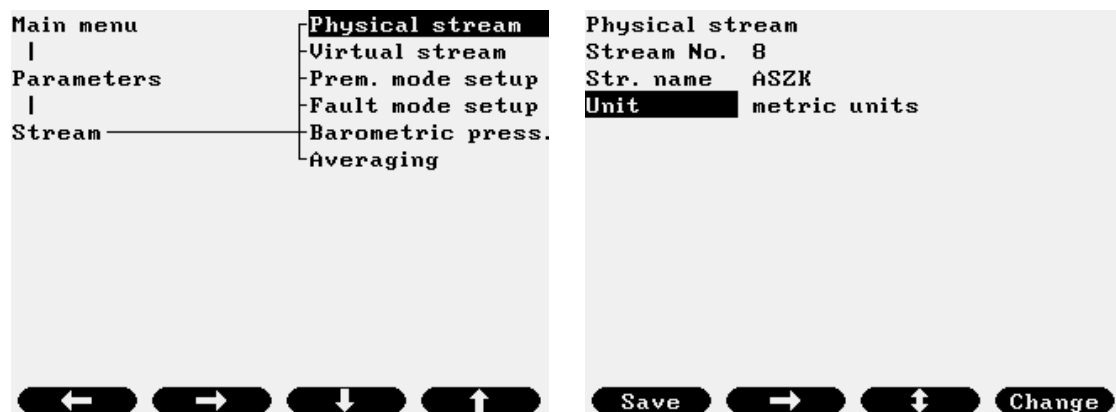 Main menu
Parameters
Stream
Physical stream
Virtual stream
Prem. mode setup
Fault mode setup
Barometric press.
Averaging
Physical stream
Stream No. 8
Str. name ASZK
Unit metric units
Save
Change